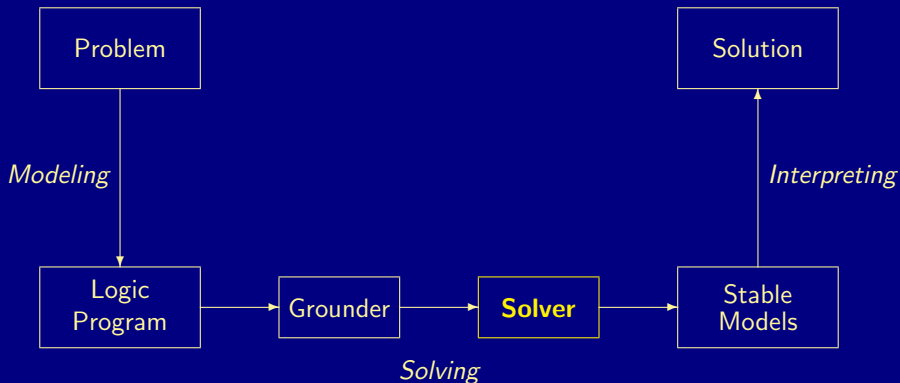 Problem
Solution
Modeling
Interpreting
Logic
Program
Grounder
Solver
Stable
Models
Solving